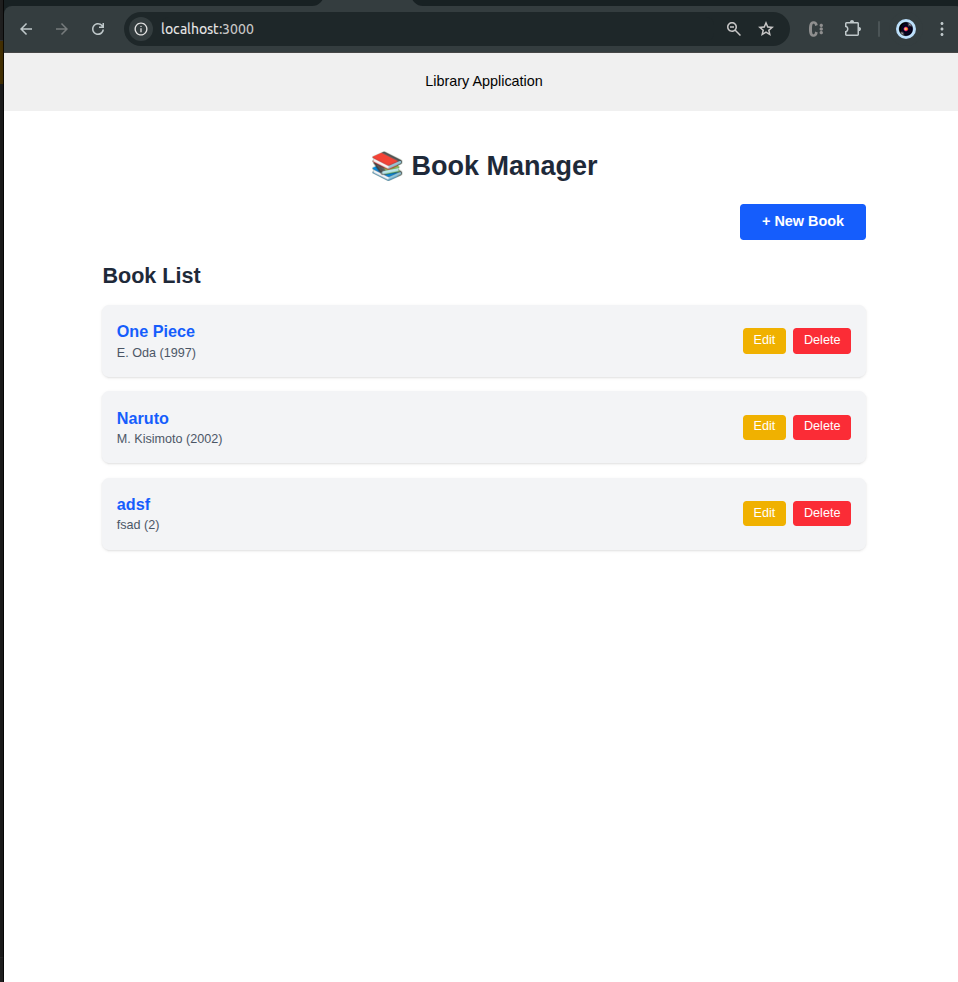 localhost:3000
Library Application
📚 Book Manager
+ New Book
Book List
One Piece
E. Oda (1997)
Edit
Delete
Naruto
M. Kisimoto (2002)
Edit
Delete
adsf
fsad (2)
Edit
Delete